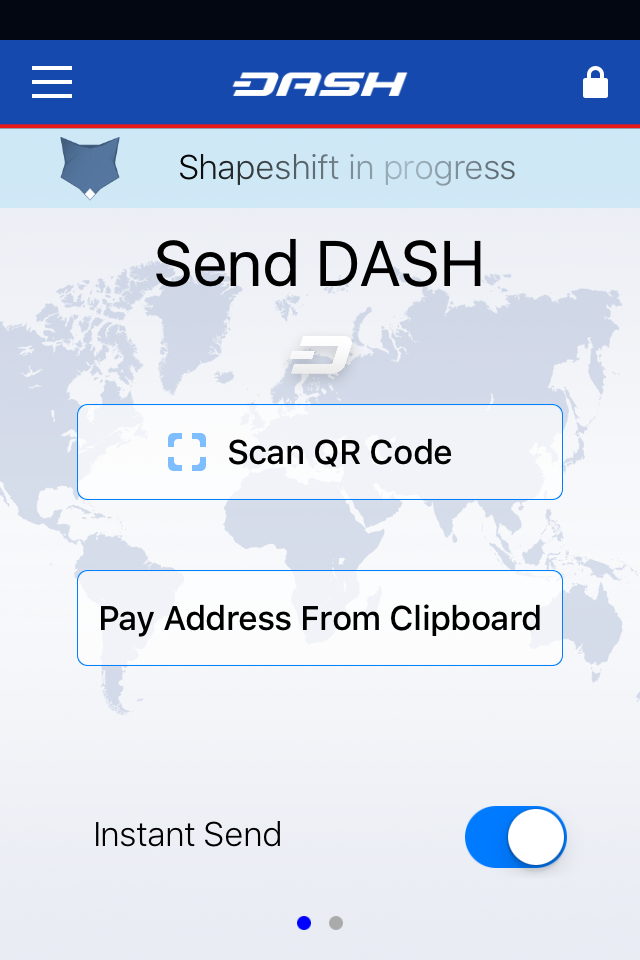 DASH
Shapeshift in progress
Send DASH
Scan QR Code
Pay Address From Clipboard
Instant Send